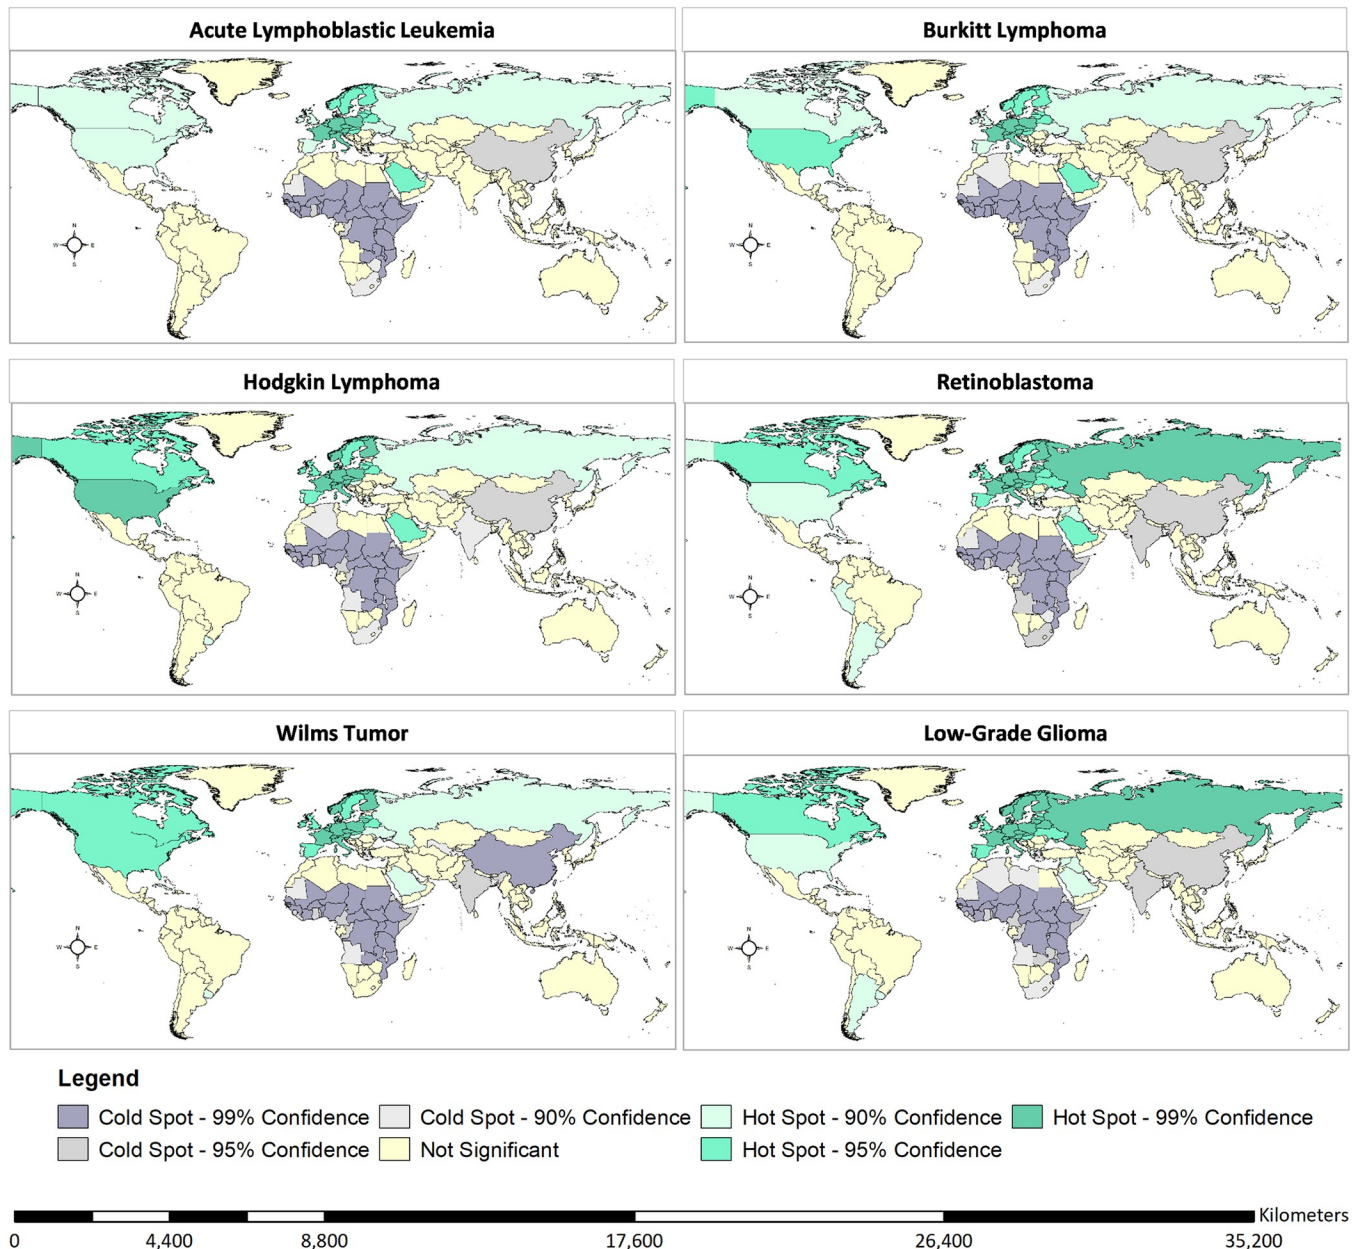 Acute Lymphoblastic Leukemia
Burkitt Lymphoma
N
W E
S
N
W E
S
Hodgkin Lymphoma
Retinoblastoma
N
W E
S
N
W E
S
Wilms Tumor
Low-Grade Glioma
N
W E
S
N
W E
S
Legend
Cold Spot - 99% Confidence
Cold Spot - 90% Confidence
Hot Spot - 90% Confidence
Hot Spot - 99% Confidence
Cold Spot - 95% Confidence
Not Significant
Hot Spot - 95% Confidence
Kilometers
0 4,400 8,800 17,600 26,400 35,200